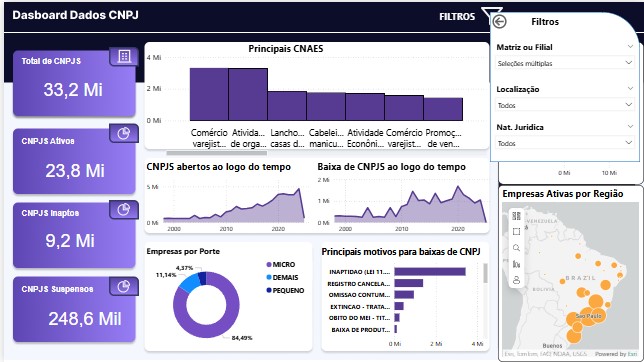 Dasboard Dados CNPJ
FILTROS
Filtros
Matriz ou Filial
Seleções múltiplas
Localização
Todos
Nat. Juridica
Todos
Total de CNPJS
33,2 Mi
CNPJS Ativos
23,8 Mi
CNPJS Inaptos
9,2 Mi
CNPJS Suspensos
248,6 Mil
Principais CNAES
4 Mi
2 Mi
0 Mi
Comércio varejist...
Ativida... de orga...
Lancho... casas d...
Cabelei... manicu...
Atividade Econôni...
Comércio varejist...
Promoç... de ven...
CNPJS abertos ao logo do tempo
5 Mi
0 Mi
2000
2010
2020
Baixa de CNPJS ao logo do tempo
2 Mi
1 Mi
0 Mi
2000
2010
2020
Empresas por Porte
4,37%
11,14%
84,49%
MICRO
DEMAIS
PEQUENO
Principais motivos para baixas de CNPJ
INAPTIDAO (LEI 11....
REGISTRO CANCELA...
OMISSAO CONTUM...
EXTINCAO - TRATA...
OBITO DO MEI - TIT...
BAIXA DE PRODUT...
0 Mi
2 Mi
4 Mi
0 Mi
10 Mi
Empresas Ativas por Região
VENEZUELA
BRAZIL
BOLIVIA
São Paulo
Buenos
Esri, TomTom, FAO, NOAA, USGS
Powered by Esri